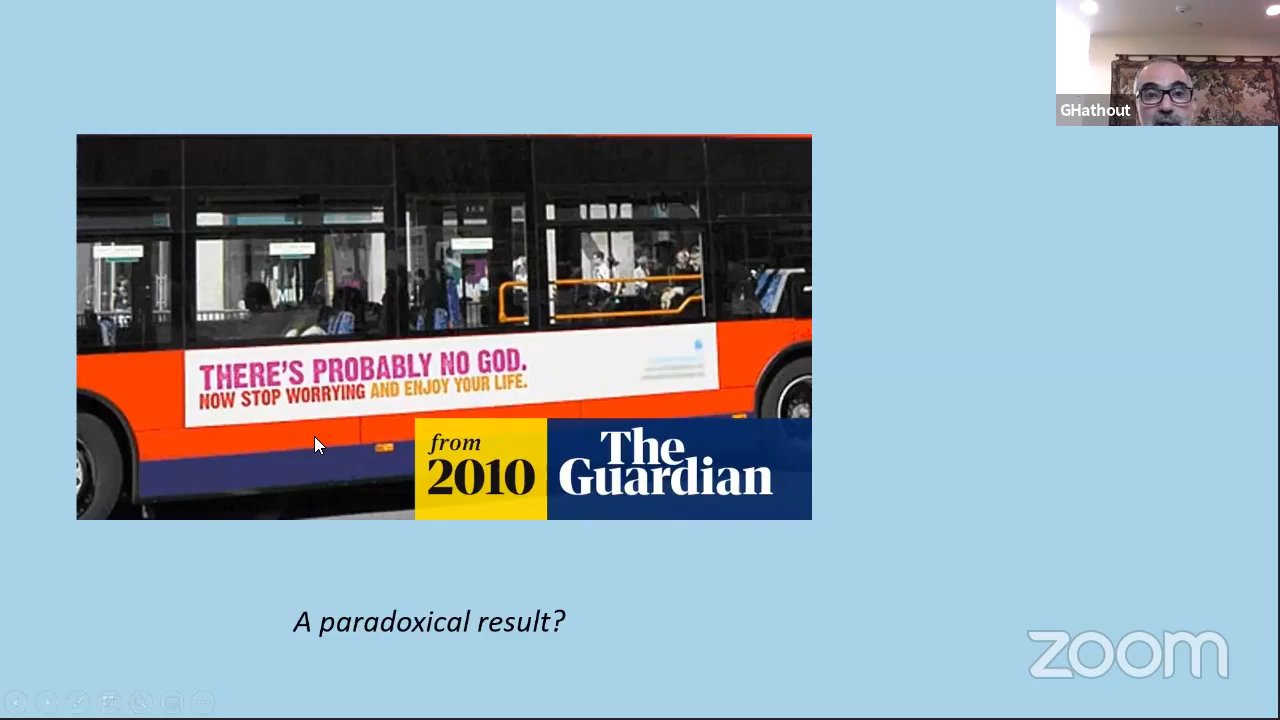 GHathout
THERE'S PROBABLY NO GOD.
NOW STOP WORRYING AND ENJOY YOUR LIFE.
from
2010
The
Guardian
A paradoxical result?
zoom